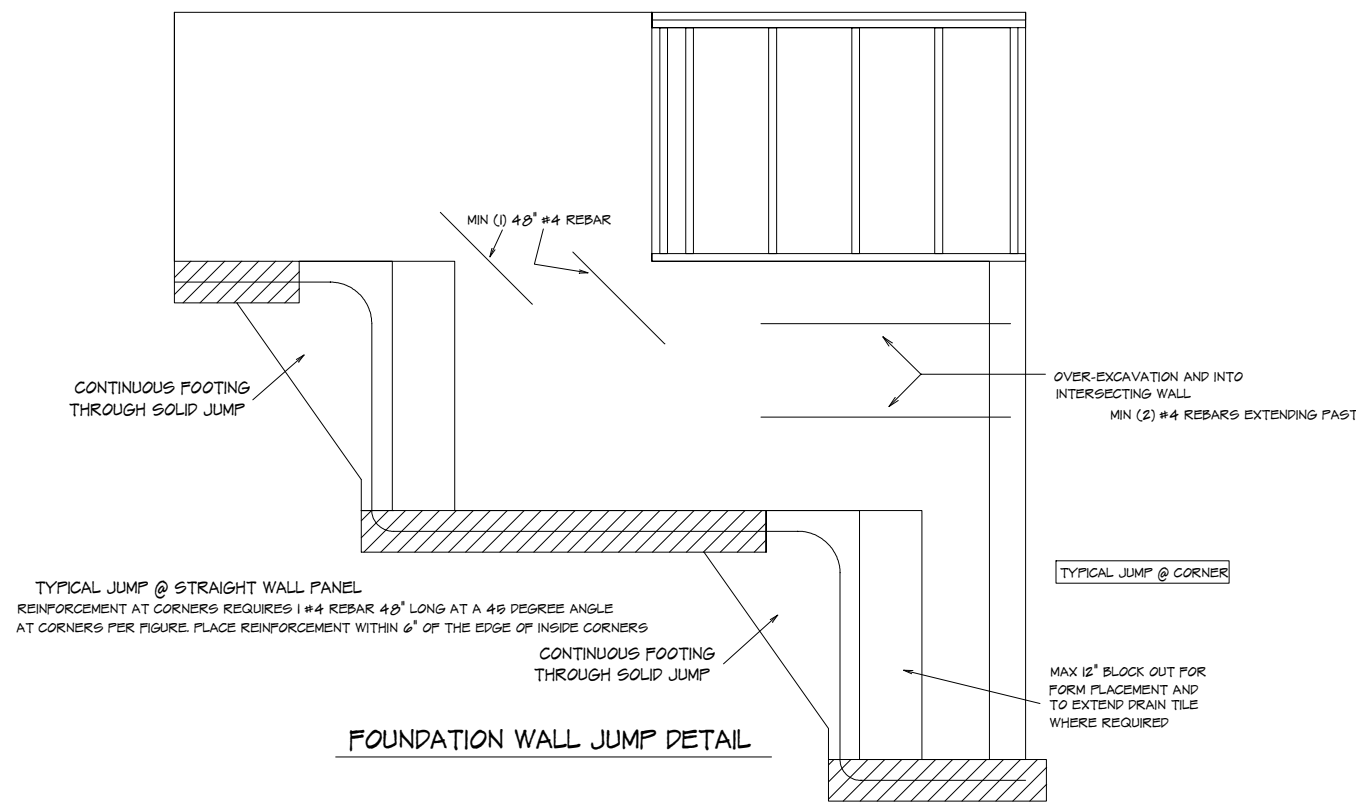 MIN (1) 48" #4 REBAR
CONTINUOUS FOOTING
THROUGH SOLID JUMP
OVER-EXCAVATION AND INTO
INTERSECTING WALL
MIN (2) #4 REBARS EXTENDING PAST
TYPICAL JUMP @ CORNER
TYPICAL JUMP @ STRAIGHT WALL PANEL
REINFORCEMENT AT CORNERS REQUIRES 1 #4 REBAR 48" LONG AT A 45 DEGREE ANGLE
AT CORNERS PER FIGURE. PLACE REINFORCEMENT WITHIN 6" OF THE EDGE OF INSIDE CORNERS
CONTINUOUS FOOTING
THROUGH SOLID JUMP
MAX 12" BLOCK OUT FOR
FORM PLACEMENT AND
TO EXTEND DRAIN TILE
WHERE REQUIRED
FOUNDATION WALL JUMP DETAIL